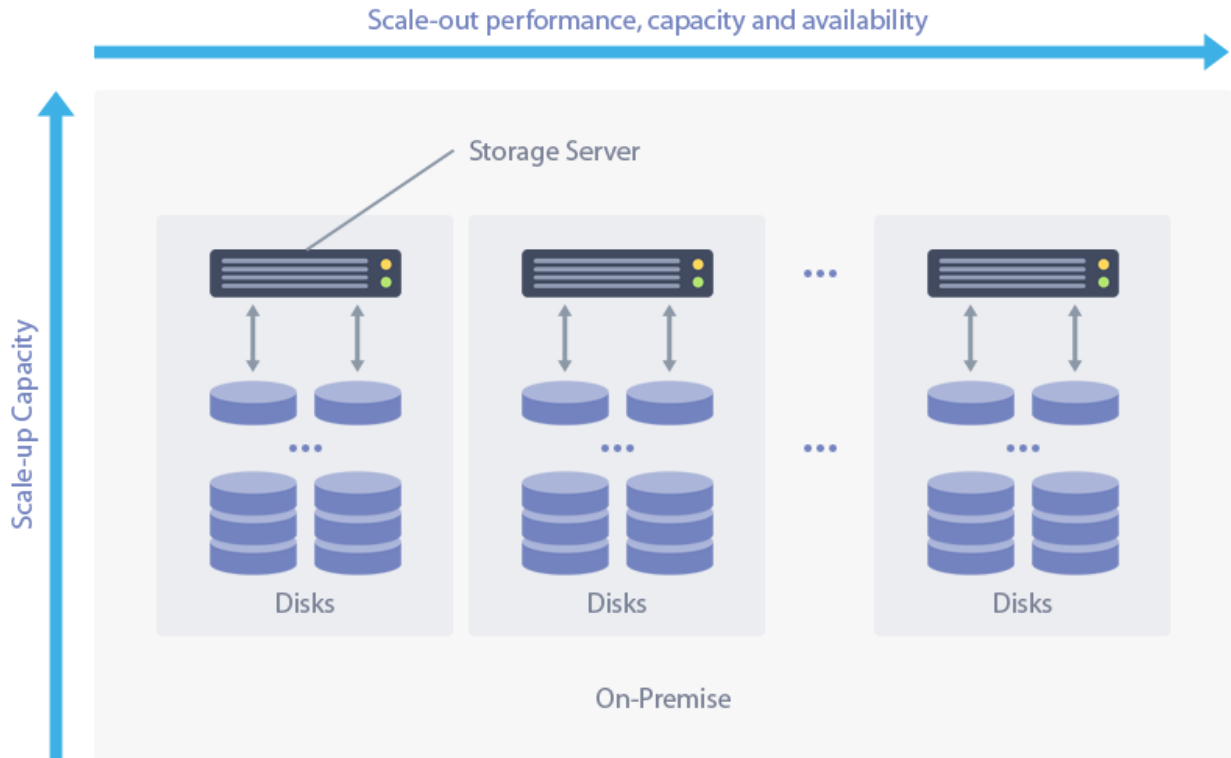 Scale-out performance, capacity and availability
Storage Server
Scale-up Capacity
Disks
Disks
Disks
On-Premise